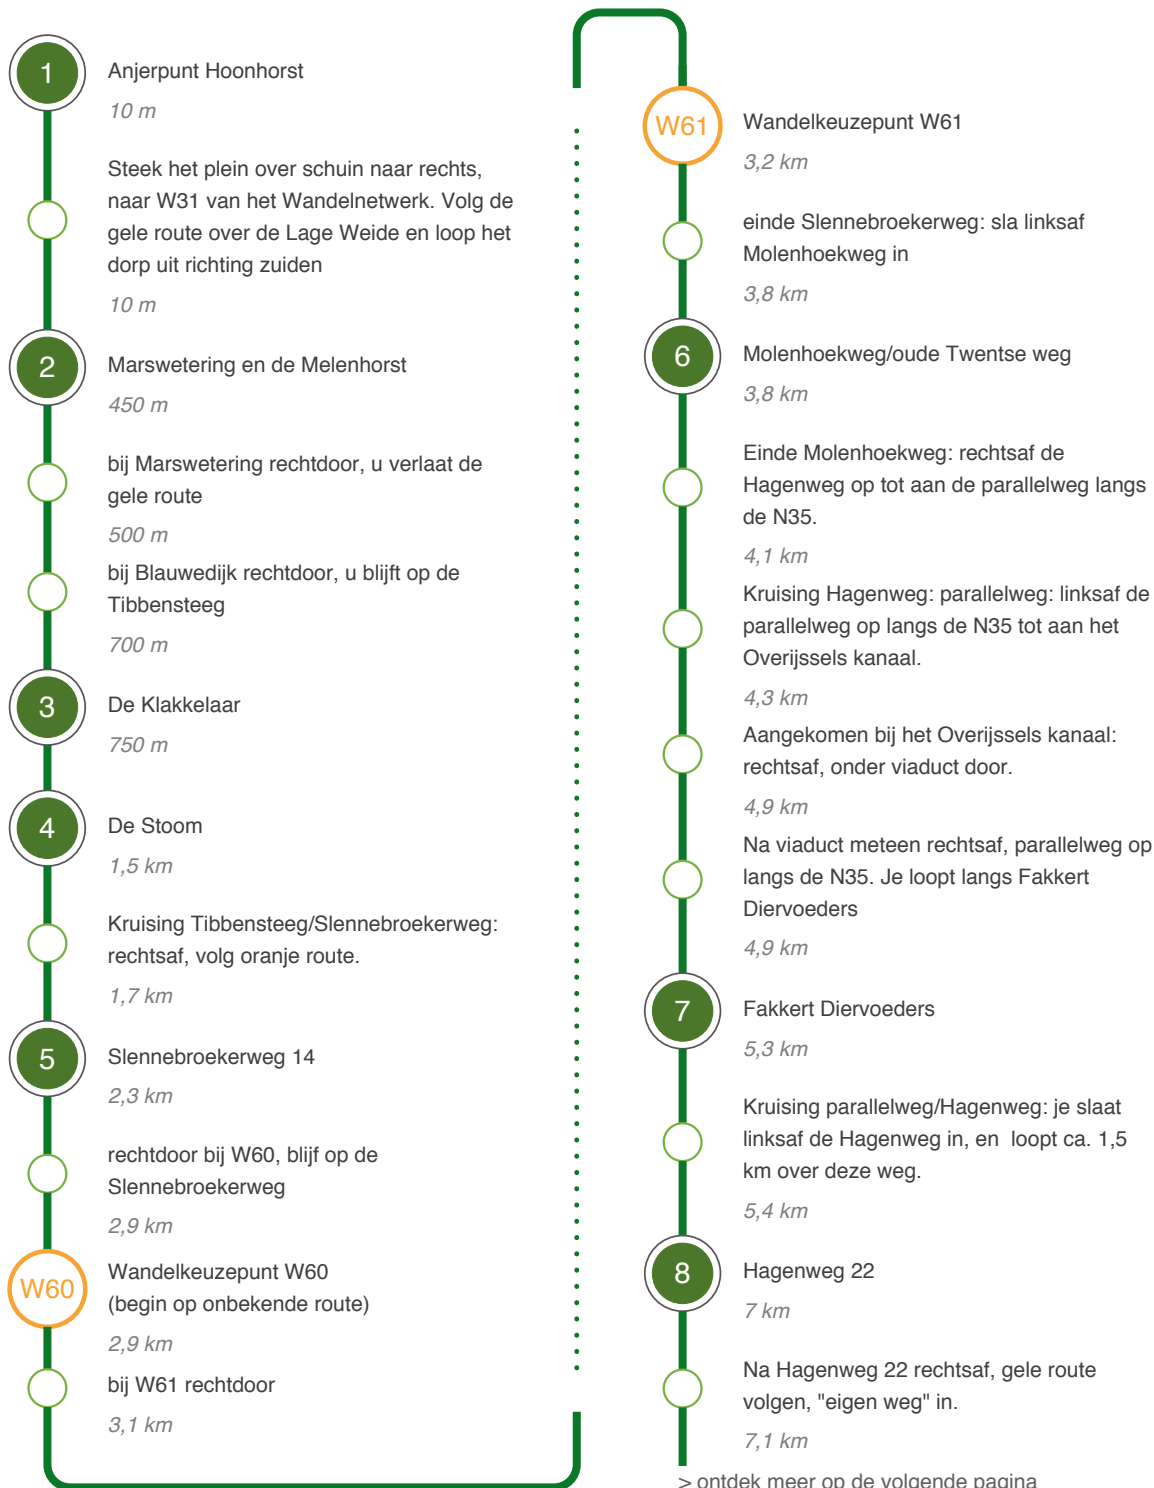 1
Anjerpunt Hoonhorst
10 m
Steek het plein over schuin naar rechts,
naar W31 van het Wandelnetwerk. Volg de
gele route over de Lage Weide en loop het
dorp uit richting zuiden
10 m
2
Marswetering en de Melenhorst
450 m
bij Marswetering rechtdoor, u verlaat de
gele route
500 m
bij Blauwedijk rechtdoor, u blijft op de
Tibbensteeg
700 m
3
De Klakkelaar
750 m
4
De Stoom
1,5 km
Kruising Tibbensteeg/Slennebroekerweg:
rechtsaf, volg oranje route.
1,7 km
5
Slennebroekerweg 14
2,3 km
rechtdoor bij W60, blijf op de
Slennebroekerweg
2,9 km
W60
Wandelkeuzepunt W60
(begin op onbekende route)
2,9 km
bij W61 rechtdoor
3,1 km
W61
Wandelkeuzepunt W61
3,2 km
einde Slennebroekerweg: sla linksaf
Molenhoekweg in
3,8 km
6
Molenhoekweg/oude Twentse weg
3,8 km
Einde Molenhoekweg: rechtsaf de
Hagenweg op tot aan de parallelweg langs
de N35.
4,1 km
Kruising Hagenweg: parallelweg: linksaf de
parallelweg op langs de N35 tot aan het
Overijssels kanaal.
4,3 km
Aangekomen bij het Overijssels kanaal:
rechtsaf, onder viaduct door.
4,9 km
Na viaduct meteen rechtsaf, parallelweg op
langs de N35. Je loopt langs Fakkert
Diervoeders
4,9 km
7
Fakkert Diervoeders
5,3 km
Kruising parallelweg/Hagenweg: je slaat
linksaf de Hagenweg in, en  loopt ca. 1,5
km over deze weg.
5,4 km
8
Hagenweg 22
7 km
Na Hagenweg 22 rechtsaf, gele route
volgen, "eigen weg" in.
7,1 km
> ontdek meer op de volgende pagina